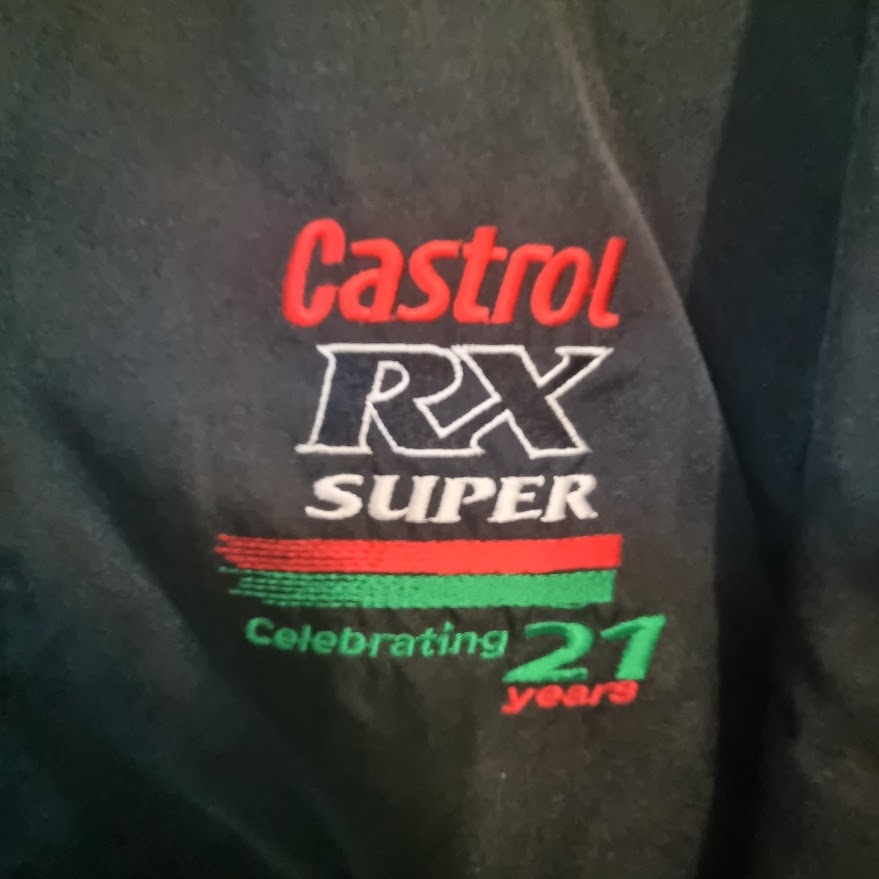 Castrol
RX
SUPER
Celebrating 21
years